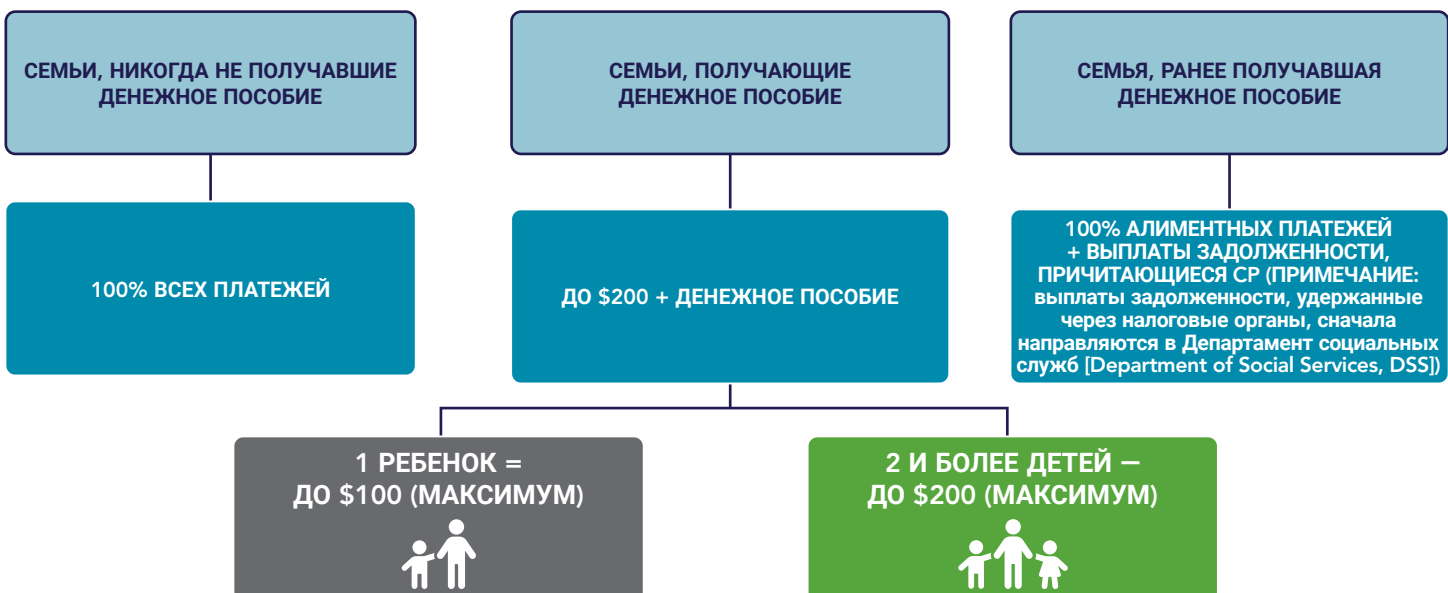 СЕМЬИ, НИКОГДА НЕ ПОЛУЧАВШИЕ
ДЕНЕЖНОЕ ПОСОБИЕ
СЕМЬИ, ПОЛУЧАЮЩИЕ
ДЕНЕЖНОЕ ПОСОБИЕ
СЕМЬЯ, РАНЕЕ ПОЛУЧАВШАЯ
ДЕНЕЖНОЕ ПОСОБИЕ
100% ВСЕХ ПЛАТЕЖЕЙ
ДО $200 + ДЕНЕЖНОЕ ПОСОБИЕ
100% АЛИМЕНТНЫХ ПЛАТЕЖЕЙ
+ ВЫПЛАТЫ ЗАДОЛЖЕННОСТИ,
ПРИЧИТАЮЩИЕСЯ CP (ПРИМЕЧАНИЕ:
выплаты задолженности, удержанные
через налоговые органы, сначала
направляются в Департамент социальных
служб [Department of Social Services, DSS])
1 РЕБЕНОК =
ДО $100 (МАКСИМУМ)
2 И БОЛЕЕ ДЕТЕЙ —
ДО $200 (МАКСИМУМ)